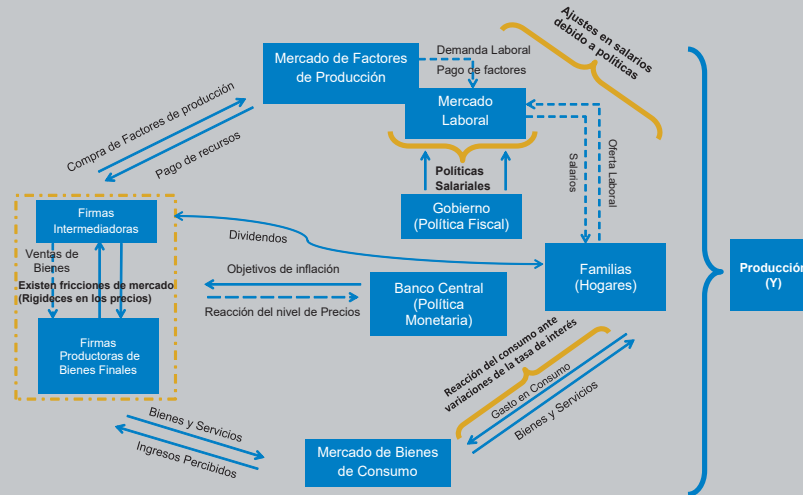 Mercado de Factores
de Producción
Demanda Laboral
Pago de factores
Ajustes en salarios
debido a políticas
Mercado
Laboral
Compra de Factores de producción
Pago de recursos
Salarios
Oferta Laboral
Políticas
Salariales
Gobierno
(Política Fiscal)
Firmas
Intermediadoras
Dividendos
Ventas de
Bienes
Existen fricciones de mercado
(Rigideces en los precios)
Objetivos de inflación
Reacción del nivel de Precios
Banco Central
(Política
Monetaria)
Familias
(Hogares)
Producción
(Y)
Firmas
Productoras de
Bienes Finales
Reacción del consumo ante
variaciones de la tasa de interés
Gasto en Consumo
Bienes y Servicios
Bienes y Servicios
Ingresos Percibidos
Mercado de Bienes
de Consumo